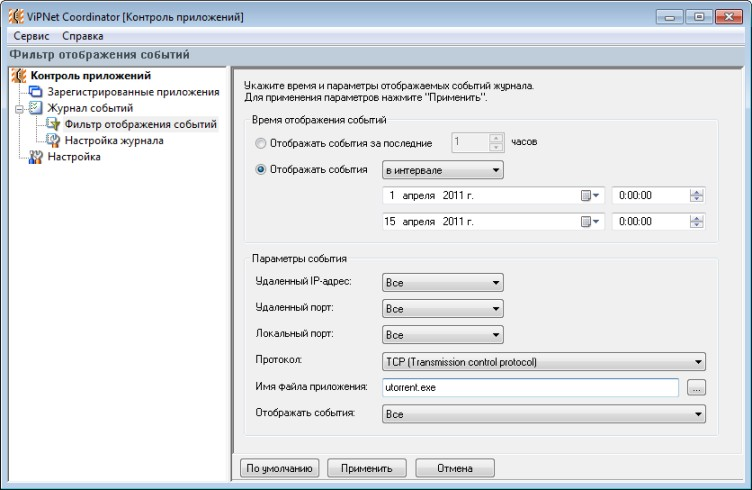 ViPNet Coordinator [Контроль приложений]
Сервис Справка
Фильтр отображения событий
Контроль приложений
Зарегистрированные приложения
Журнал событий
Фильтр отображения событий
Настройка журнала
Настройка
Укажите время и параметры отображаемых событий журнала.
Для применения параметров нажмите "Применить".
Время отображения событий
Отображать события за последние 1 часов
Отображать события в интервале
1 апреля 2011 г. 0:00:00
15 апреля 2011 г. 0:00:00
Параметры события
Удаленный IP-адрес: Все
Удаленный порт: Все
Локальный порт: Все
Протокол: TCP (Transmission control protocol)
Имя файла приложения: utorrent.exe ...
Отображать события: Все
По умолчанию Применить Отмена